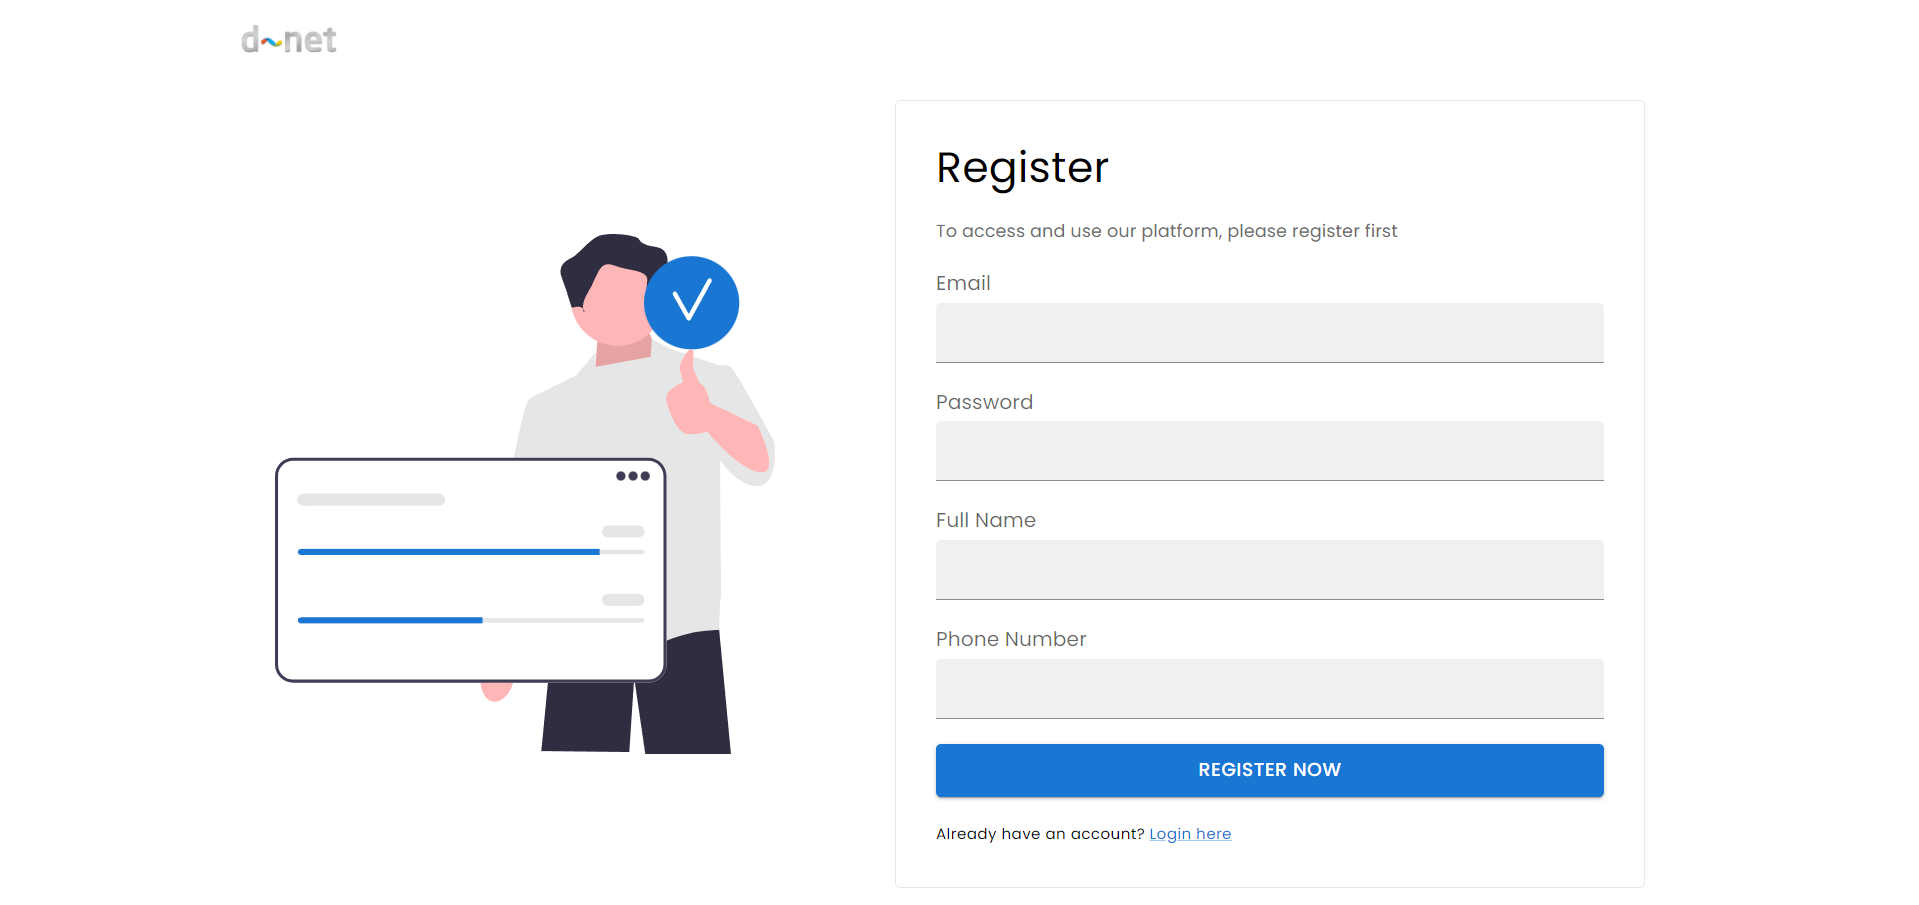 d~net
Register
To access and use our platform, please register first
Email
Password
Full Name
Phone Number
REGISTER NOW
Already have an account? Login here